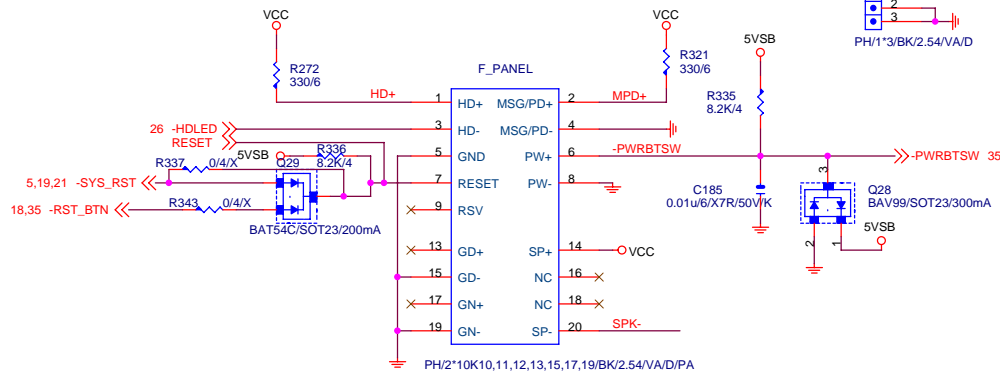 2
3
PH/1*3/BK/2.54/VA/D
VCC
VCC
5VSB
R272
330/6
F_PANEL
R321
330/6
R335
8.2K/4
HD+
1
HD+
MSG/PD+
2
MPD+
26 -HDLED
3
HD-
MSG/PD-
4
RESET
5VSB
R336
8.2K/4
5
GND
PW+
6
-PWRBTSW
-PWRBTSW 35
R337
0/4/X
Q29
5,19,21 -SYS_RST
7
RESET
PW-
8
3
C185
0.01u/6/X7R/50V/K
Q28
BAV99/SOT23/300mA
18,35 -RST_BTN
R343
0/4/X
9
RSV
BAT54C/SOT23/200mA
2
1
5VSB
13
GD+
SP+
14
VCC
15
GD-
NC
16
17
GN+
NC
18
19
GN-
SP-
20
SPK-
PH/2*10K10,11,12,13,15,17,19/BK/2.54/VA/D/PA